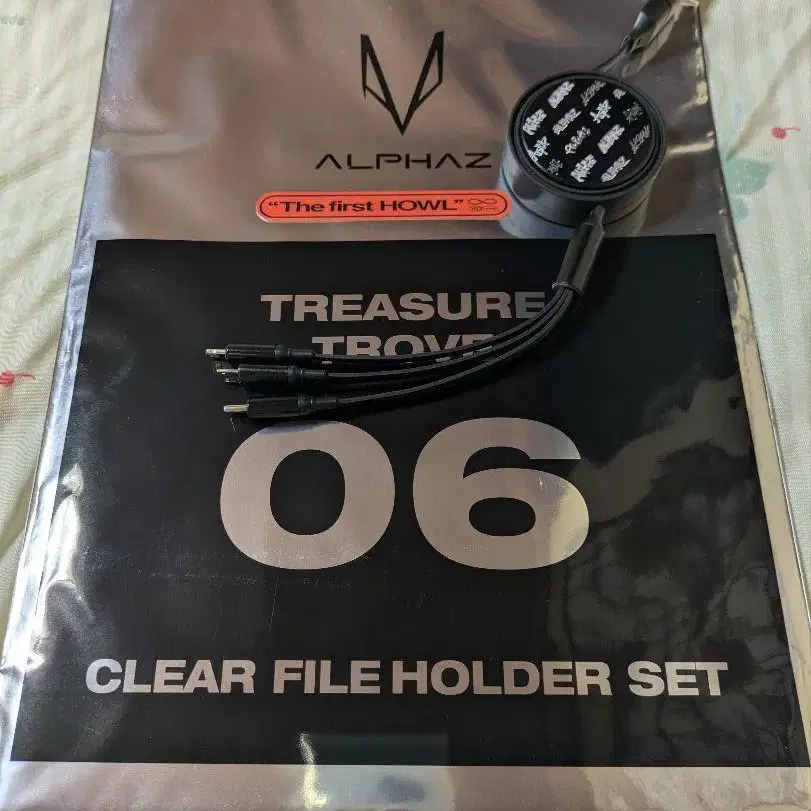 ALPHAZ
"The first HOWL"
TREASURE
TROVE
06
CLEAR FILE HOLDER SET